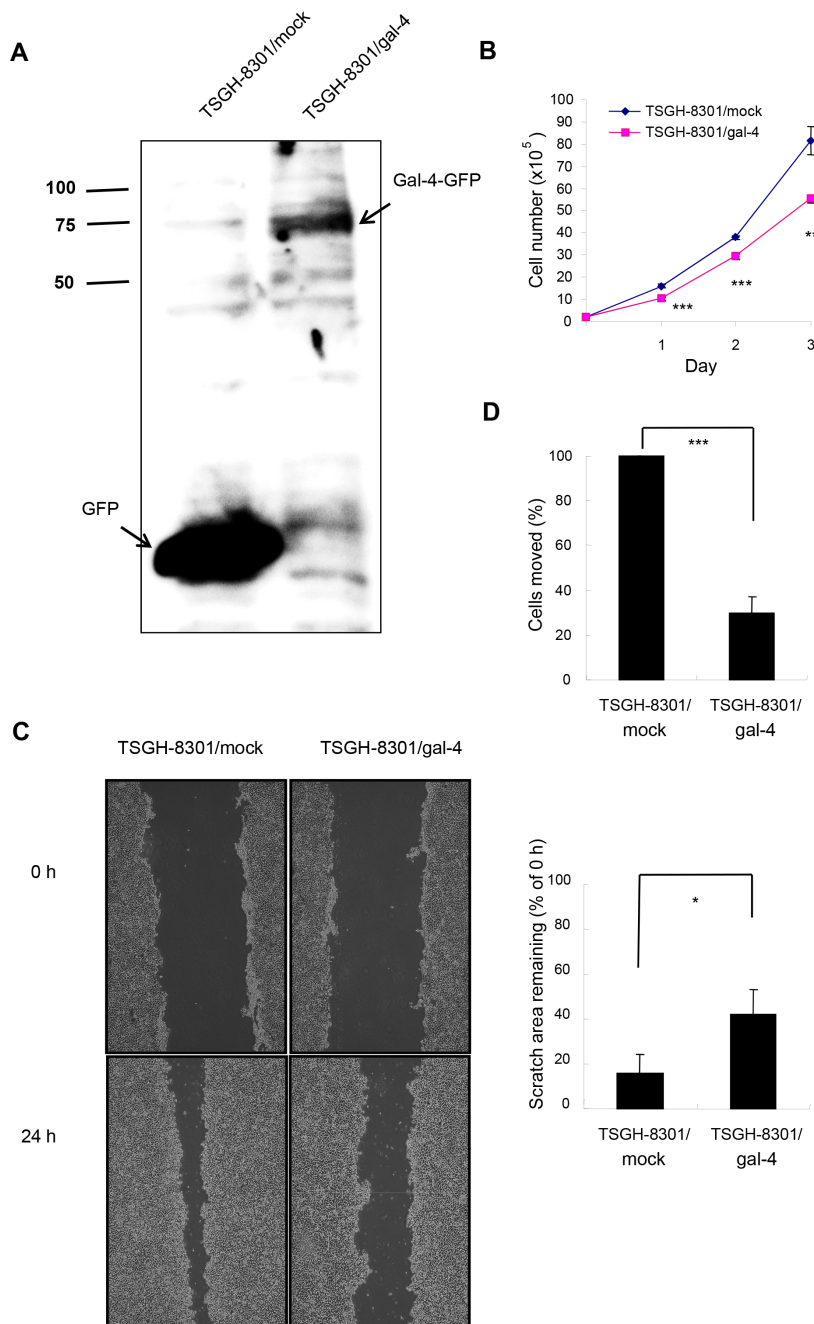 A
TSGH-8301/mock
TSGH-8301/gal-4
100
75
50
Gal-4-GFP
GFP
B
Cell number (x10 5 )
100
90
80
70
60
50
40
30
20
10
0
TSGH-8301/mock
TSGH-8301/gal-4
***
***
**
1
2
3
Day
D
Cells moved (%)
100
80
60
40
20
0
***
TSGH-8301/
mock
TSGH-8301/
gal-4
C
TSGH-8301/mock
TSGH-8301/gal-4
0 h
24 h
Scratch area remaining (% of 0 h)
100
80
60
40
20
0
*
TSGH-8301/
mock
TSGH-8301/
gal-4